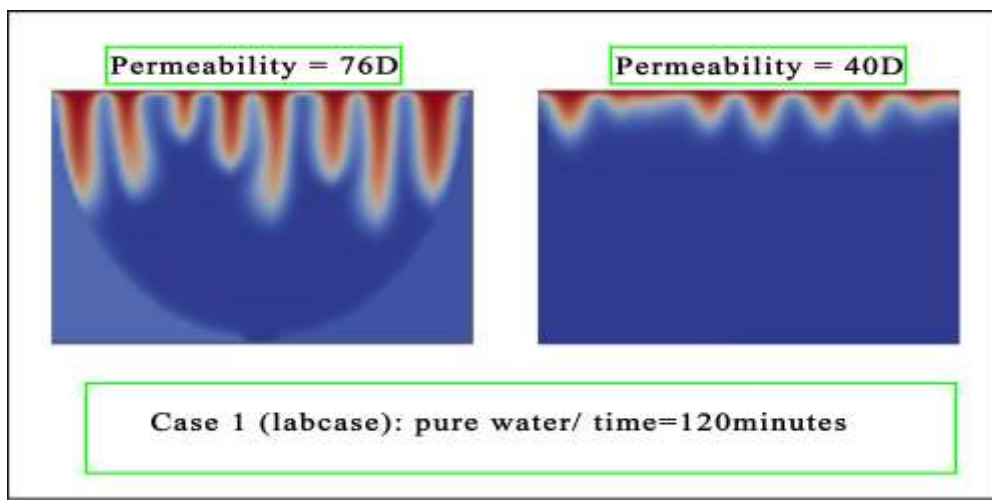 Permeability = 76D
Permeability = 40D
Case 1 (labcase): pure water/ time=120minutes